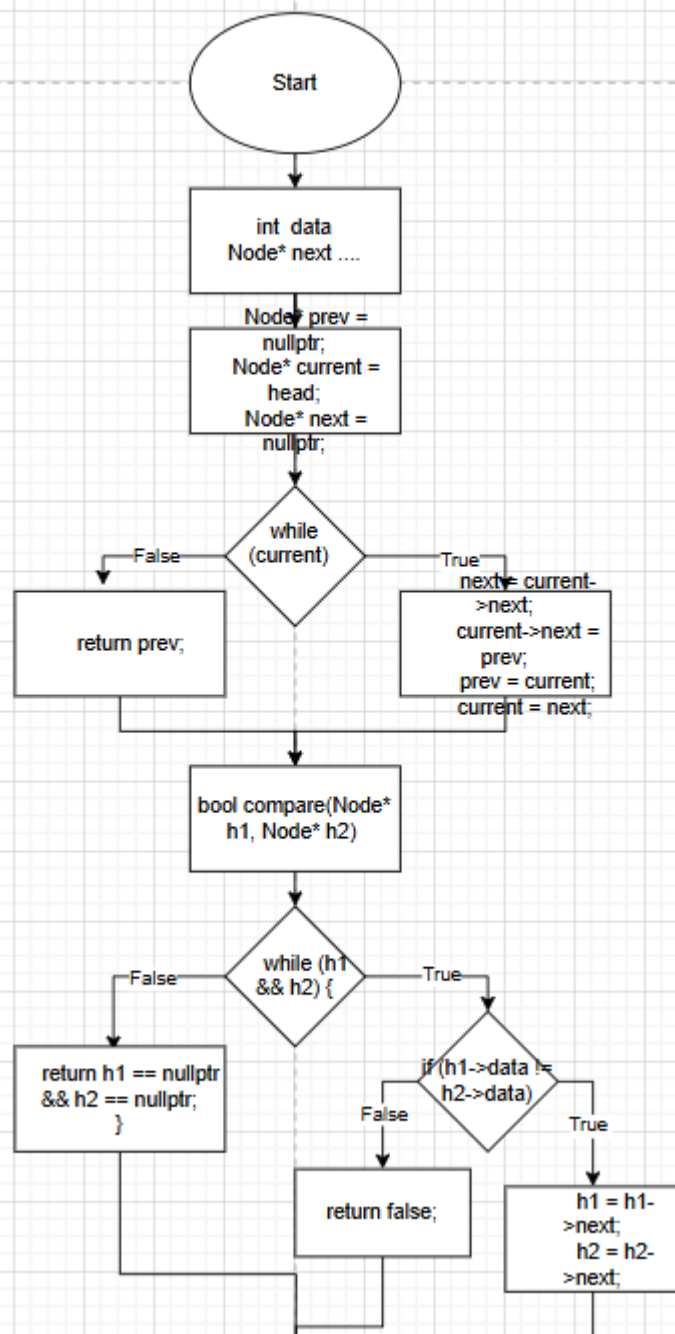 Start
int data
Node* next ....
Node* prev =
nullptr;
Node* current =
head;
Node* next =
nullptr;
while
(current)
False
True
return prev;
next = current-
>next;
current->next =
prev;
prev = current;
current = next;
bool compare(Node*
h1, Node* h2)
while (h1
&& h2) {
False
True
return h1 == nullptr
&& h2 == nullptr;
}
if (h1->data !=
h2->data)
False
True
return false;
h1 = h1-
>next;
h2 = h2-
>next;